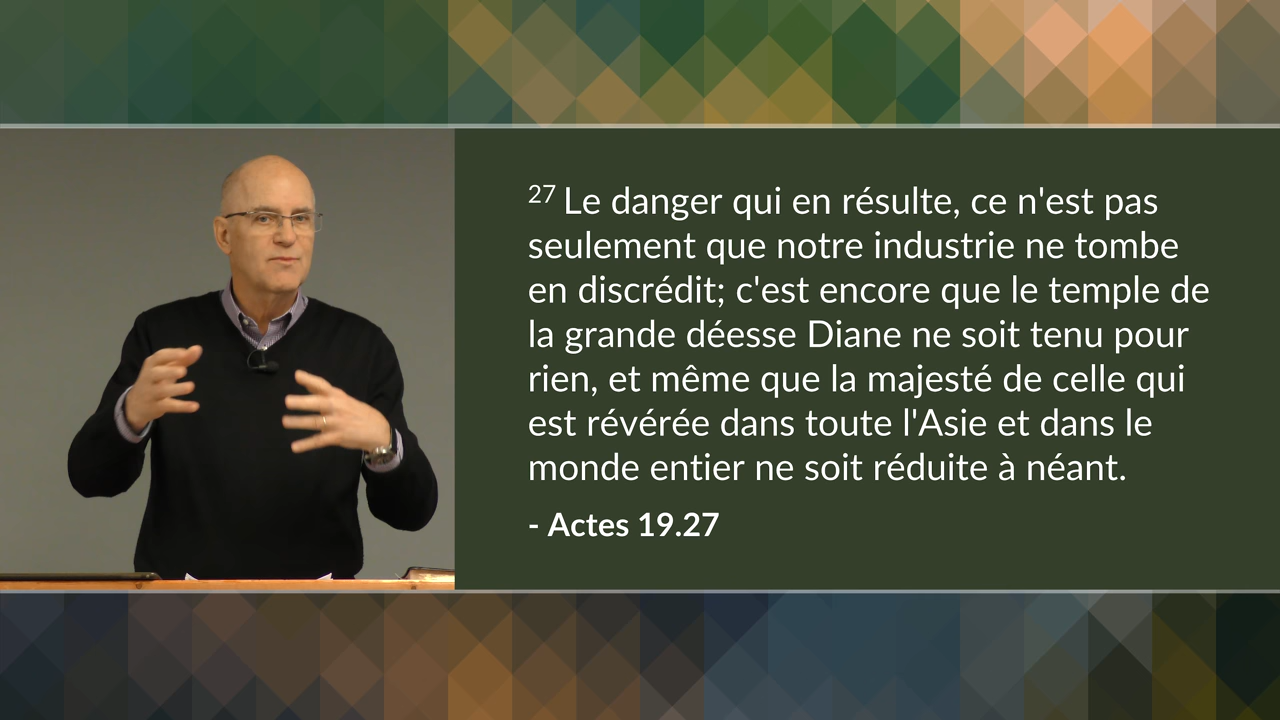 27 Le danger qui en résulte, ce n'est pas
seulement que notre industrie ne tombe
en discrédit; c'est encore que le temple de
la grande déesse Diane ne soit tenu pour
rien, et même que la majesté de celle qui
est révérée dans toute l'Asie et dans le
monde entier ne soit réduite à néant.
- Actes 19.27